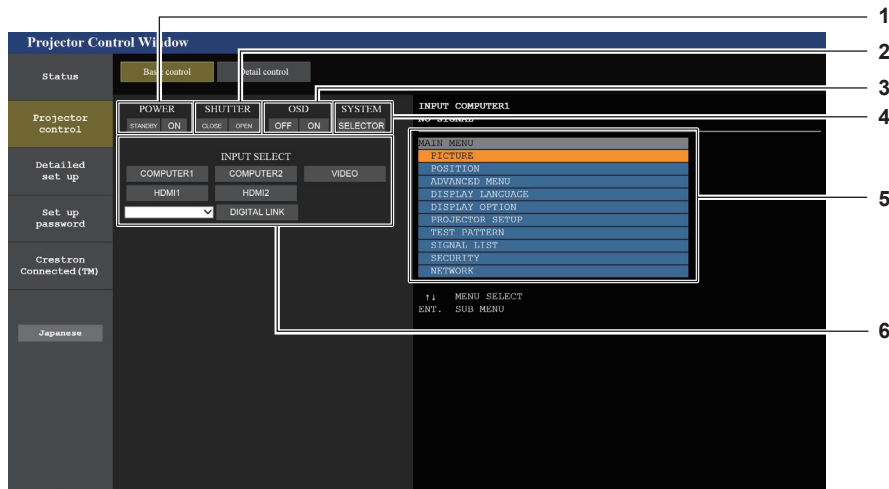 1
Projector Control Window
2
Status
Basic control
Detail control
3
POWER
SHUTTER
OSD
SYSTEM
INPUT COMPUTER1
4
STANDBY
ON
CLOSE
OPEN
OFF
ON
SELECTOR
NO SIGNAL
Projector
control
MAIN MENU
PICTURE
POSITION
ADVANCED MENU
DISPLAY LANGUAGE
DISPLAY OPTION
PROJECTOR SETUP
TEST PATTERN
SIGNAL LIST
SECURITY
NETWORK
5
INPUT SELECT
COMPUTER1
COMPUTER2
VIDEO
HDMI1
HDMI2
DIGITAL LINK
Detailed
set up
Set up
password
Crestron
Connected(TM)
↑↓ MENU SELECT
ENT. SUB MENU
6
Japanese